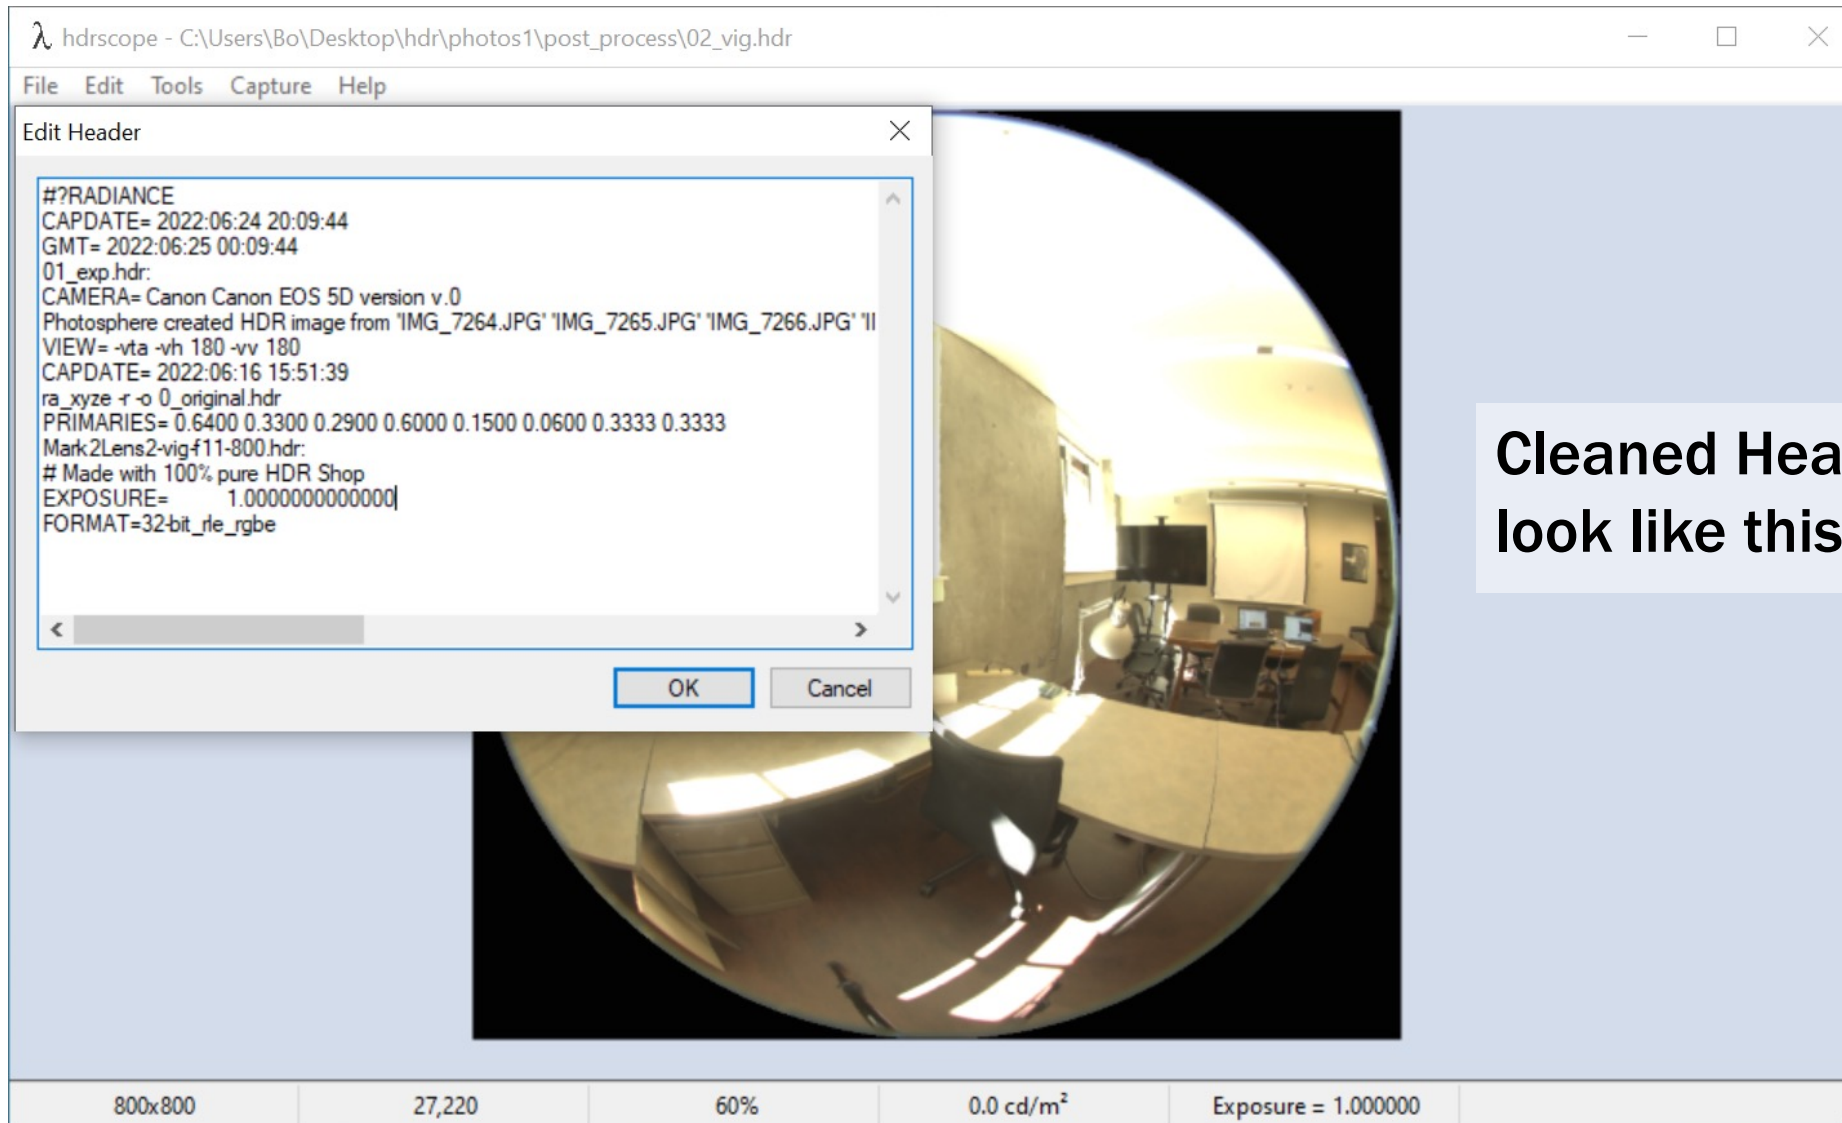 λ hdrscope - C:\Users\Bo\Desktop\hdr\photos1\post_process\02_vig.hdr
File Edit Tools Capture Help
Edit Header
#?RADIANCE
CAPDATE= 2022:06:24 20:09:44
GMT= 2022:06:25 00:09:44
01_exp.hdr:
CAMERA= Canon Canon EOS 5D version v.0
Photosphere created HDR image from 'IMG_7264.JPG' 'IMG_7265.JPG' 'IMG_7266.JPG'
VIEW= -vta -vh 180 -vv 180
CAPDATE= 2022:06:16 15:51:39
ra_xyze -r -o 0_original.hdr
PRIMARIES= 0.6400 0.3300 0.2900 0.6000 0.1500 0.0600 0.3333 0.3333
Mark2Lens2-vig-f11-800.hdr:
# Made with 100% pure HDR Shop
EXPOSURE= 1.0000000000000
FORMAT=32-bit_rle_rgbe
OK Cancel
Cleaned Hea
look like this
800x800 27,220 60% 0.0 cd/m² Exposure = 1.000000